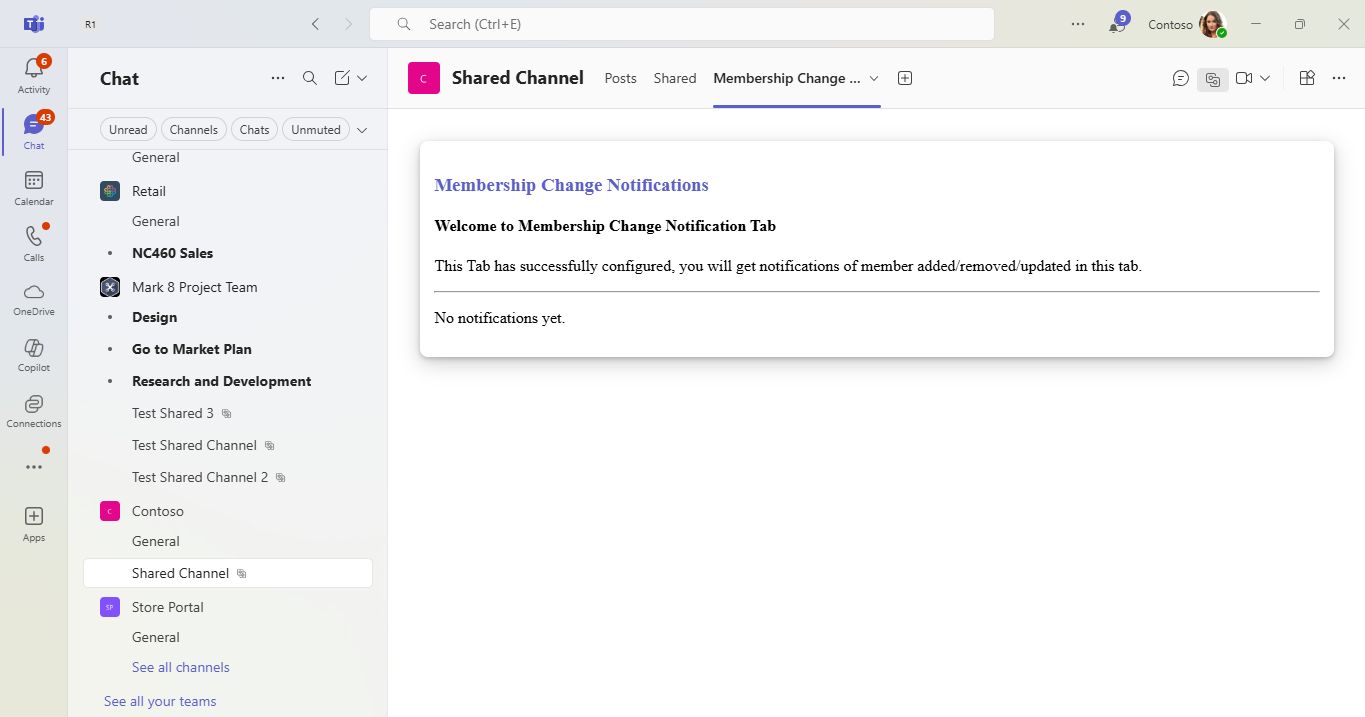 R1
Search (Ctrl+E)
9
Contoso
6
Activity
43
Chat
Calendar
Calls
OneDrive
Copilot
Connections
Apps
Chat
Unread
Channels
Chats
Unmuted
General
Retail
General
NC460 Sales
Mark 8 Project Team
Design
Go to Market Plan
Research and Development
Test Shared 3
Test Shared Channel
Test Shared Channel 2
C
Contoso
General
Shared Channel
SP
Store Portal
General
See all channels
See all your teams
C
Shared Channel
Posts
Shared
Membership Change ...
Membership Change Notifications
Welcome to Membership Change Notification Tab
This Tab has successfully configured, you will get notifications of member added/removed/updated in this tab.
No notifications yet.